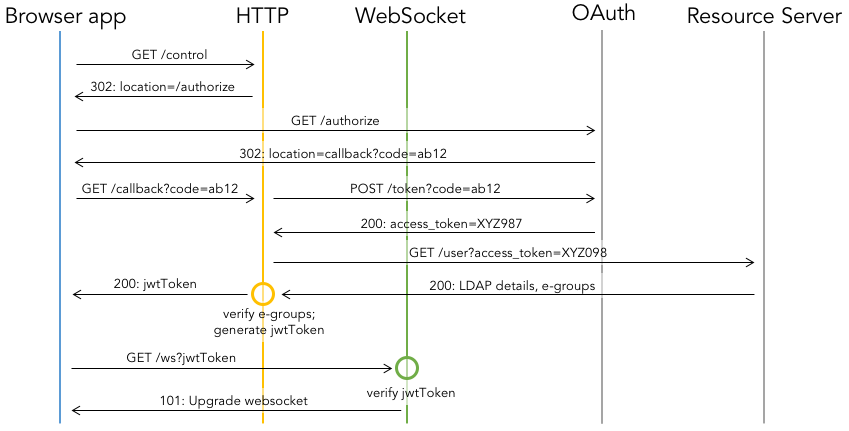 Browser app
HTTP
WebSocket
OAuth
Resource Server
GET /control
302: location=/authorize
GET /authorize
302: location=callback?code=ab12
GET /callback?code=ab12
POST /token?code=ab12
200: access_token=XYZ987
GET /user?access_token=XYZ098
200: jwtToken
200: LDAP details, e-groups
verify e-groups;
generate jwtToken
GET /ws?jwtToken
verify jwtToken
101: Upgrade websocket